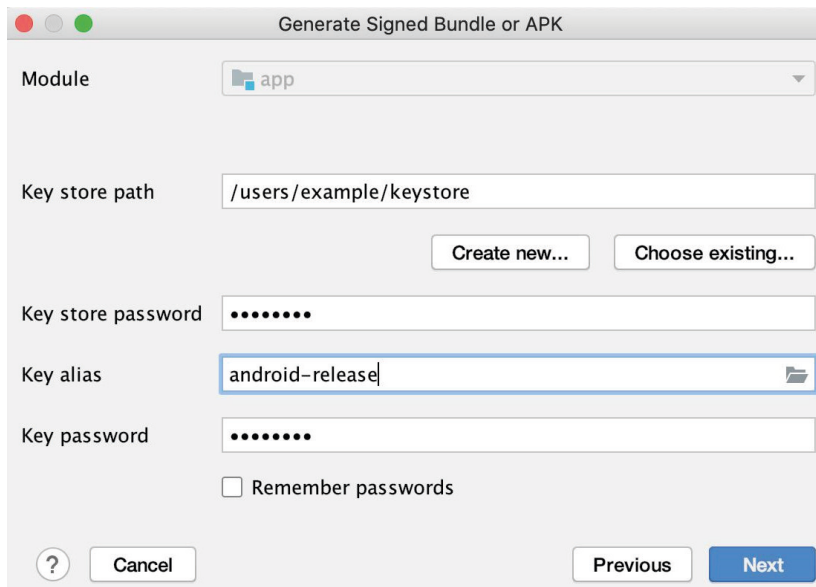 Generate Signed Bundle or APK
Module
app
Key store path
/users/example/keystore
Create new...
Choose existing...
Key store password
••••••••
Key alias
android-release
Key password
••••••••
Remember passwords
?
Cancel
Previous
Next